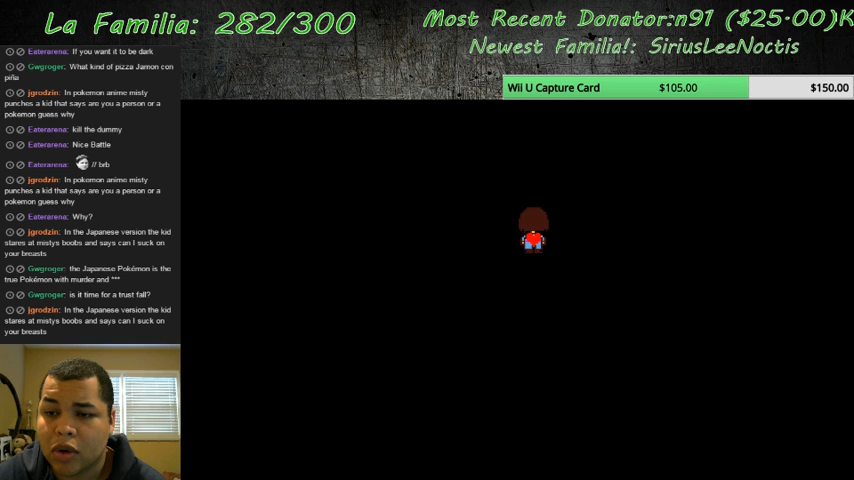 La Familia: 282/300
Most Recent Donator:n91 ($25.00)K
Newest Familia!: SiriusLeeNoctis
Wii U Capture Card $105.00 $150.00
Eaterarena: If you want it to be dark
Gwgroger: What kind of pizza Jamon con
piña
jgrodzin: In pokemon anime misty
punches a kid that says are you a person or a
pokemon guess why
Eaterarena: kill the dummy
Eaterarena: Nice Battle
Eaterarena: // brb
jgrodzin: In pokemon anime misty
punches a kid that says are you a person or a
pokemon guess why
Eaterarena: Why?
jgrodzin: In the Japanese version the kid
stares at mistys boobs and says can I suck on
your breasts
Gwgroger: the Japanese Pokémon is the
true Pokémon with murder and ***
Gwgroger: is it time for a trust fall?
jgrodzin: In the Japanese version the kid
stares at mistys boobs and says can I suck on
your breasts